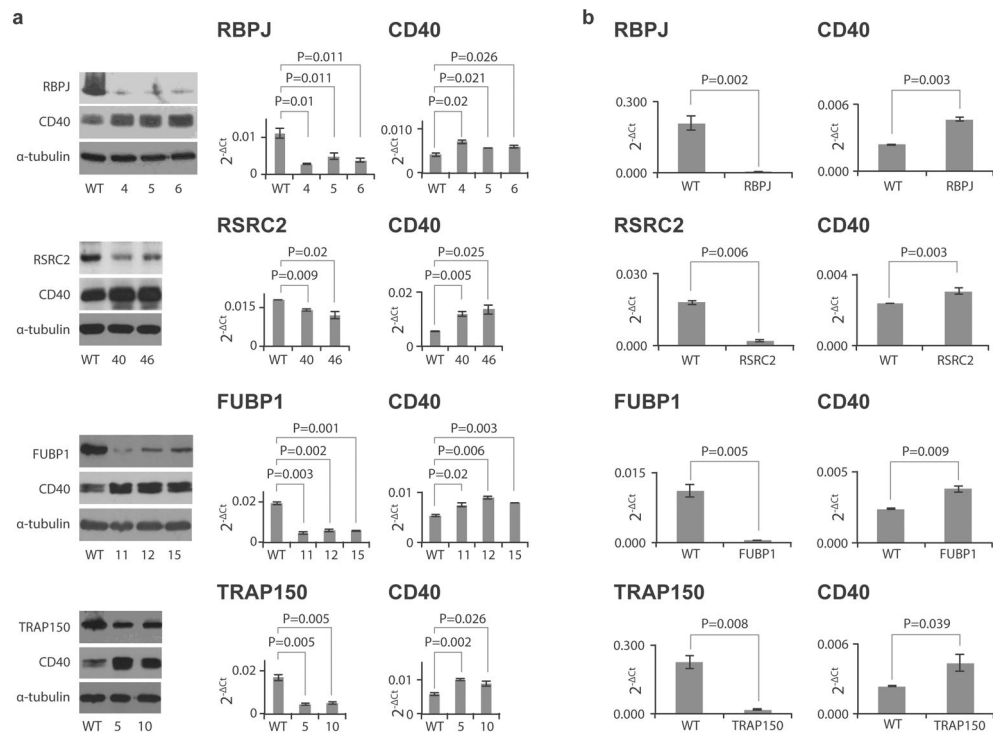 a
RBPJ
CD40
α-tubulin
WT 4 5 6
RBPJ
P=0.011
P=0.011
P=0.01
0.01
0
2-ΔCt
WT 4 5 6
CD40
P=0.026
P=0.021
P=0.02
0.010
0
2-ΔCt
WT 4 5 6
RSRC2
CD40
α-tubulin
WT 40 46
RSRC2
P=0.02
P=0.009
0.015
0
2-ΔCt
WT 40 46
CD40
P=0.025
P=0.005
0.02
0.01
0
2-ΔCt
WT 40 46
FUBP1
CD40
α-tubulin
WT 11 12 15
FUBP1
P=0.001
P=0.002
P=0.003
0.02
0
2-ΔCt
WT 11 12 15
CD40
P=0.003
P=0.006
P=0.02
0.01
0
2-ΔCt
WT 11 12 15
TRAP150
CD40
α-tubulin
WT 5 10
TRAP150
P=0.005
P=0.005
0.02
0
2-ΔCt
WT 5 10
CD40
P=0.026
P=0.002
0.01
0
2-ΔCt
WT 5 10
b
RBPJ
P=0.002
0.300
0.000
2-ΔCt
WT RBPJ
CD40
P=0.003
0.006
0.000
2-ΔCt
WT RBPJ
RSRC2
P=0.006
0.030
0.000
2-ΔCt
WT RSRC2
CD40
P=0.003
0.004
0.000
2-ΔCt
WT RSRC2
FUBP1
P=0.005
0.015
0.000
2-ΔCt
WT FUBP1
CD40
P=0.009
0.005
0.000
2-ΔCt
WT FUBP1
TRAP150
P=0.008
0.300
0.000
2-ΔCt
WT TRAP150
CD40
P=0.039
0.006
0.000
2-ΔCt
WT TRAP150